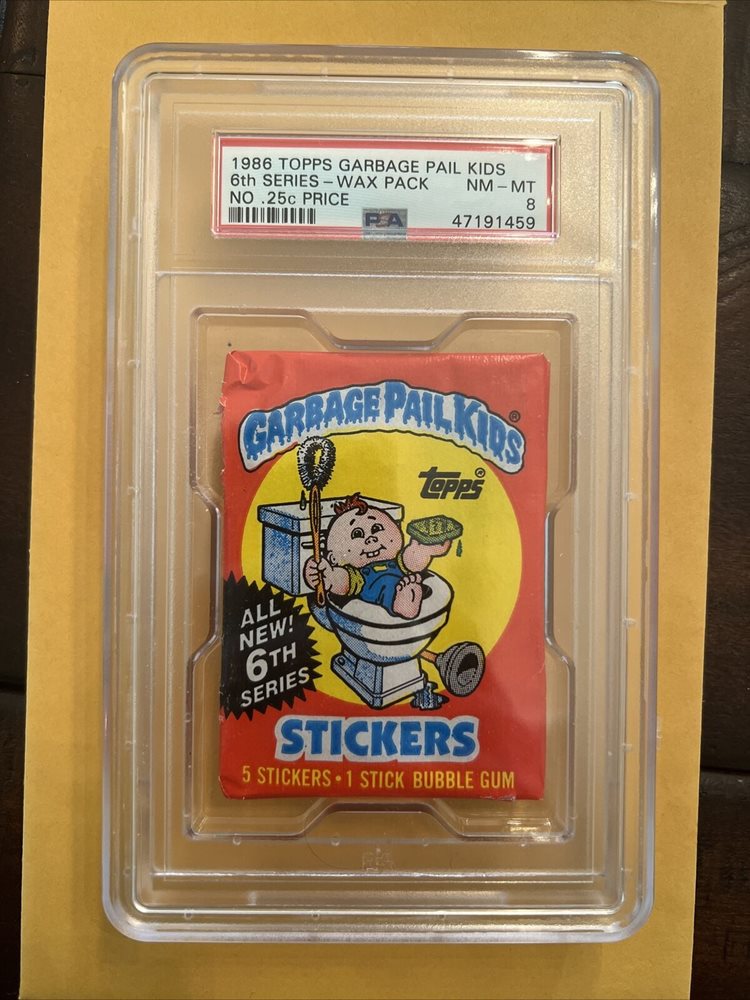 1986 TOPPS GARBAGE PAIL KIDS
6th SERIES – WAX PACK NM – MT
NO .25c PRICE 8
PSA 47191459
GARBAGE PAIL KIDS ®
TOPPS ®
ALL
NEW!
6TH
SERIES
STICKERS
5 STICKERS • 1 STICK BUBBLE GUM
PSA